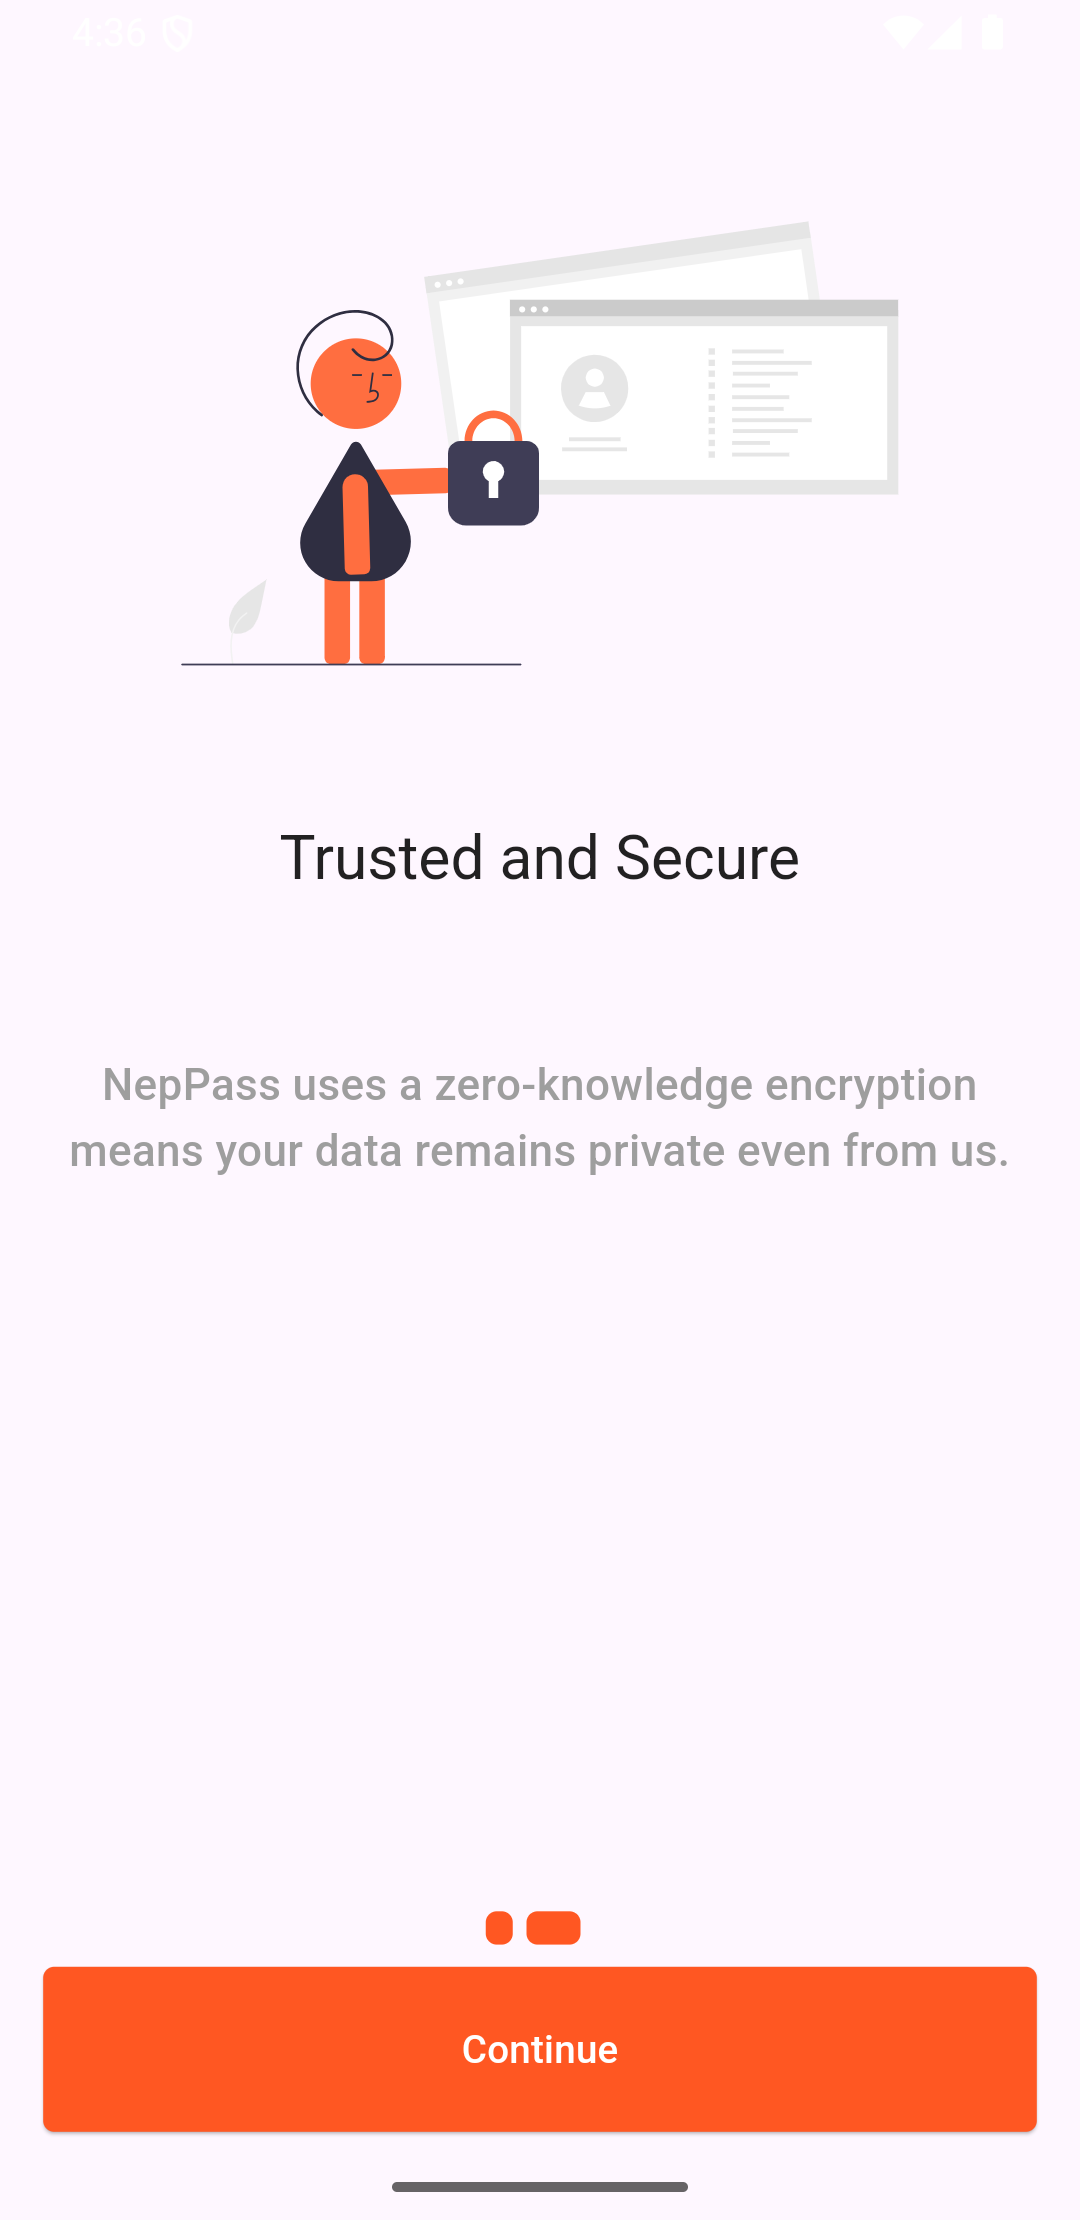 4:36
Trusted and Secure
NepPass uses a zero-knowledge encryption
means your data remains private even from us.
Continue